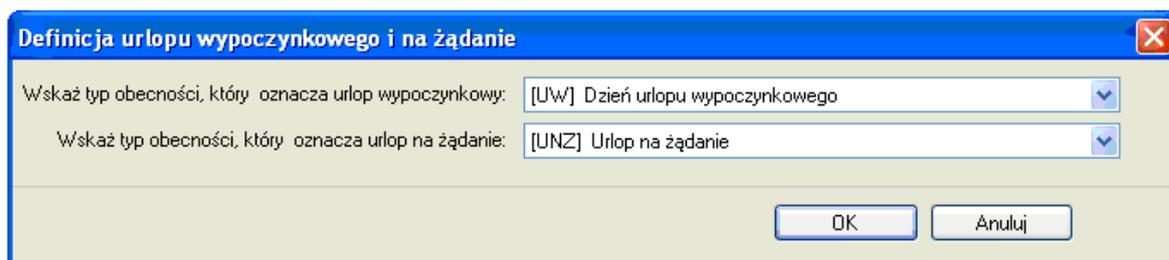 Definicja urlopu wypoczynkowego i na żądanie
Wskaż typ obecności, który oznacza urlop wypoczynkowy: [UW] Dzień urlopu wypoczynkowego
Wskaż typ obecności, który oznacza urlop na żądanie: [UNZ] Urlop na żądanie
OK Anuluj